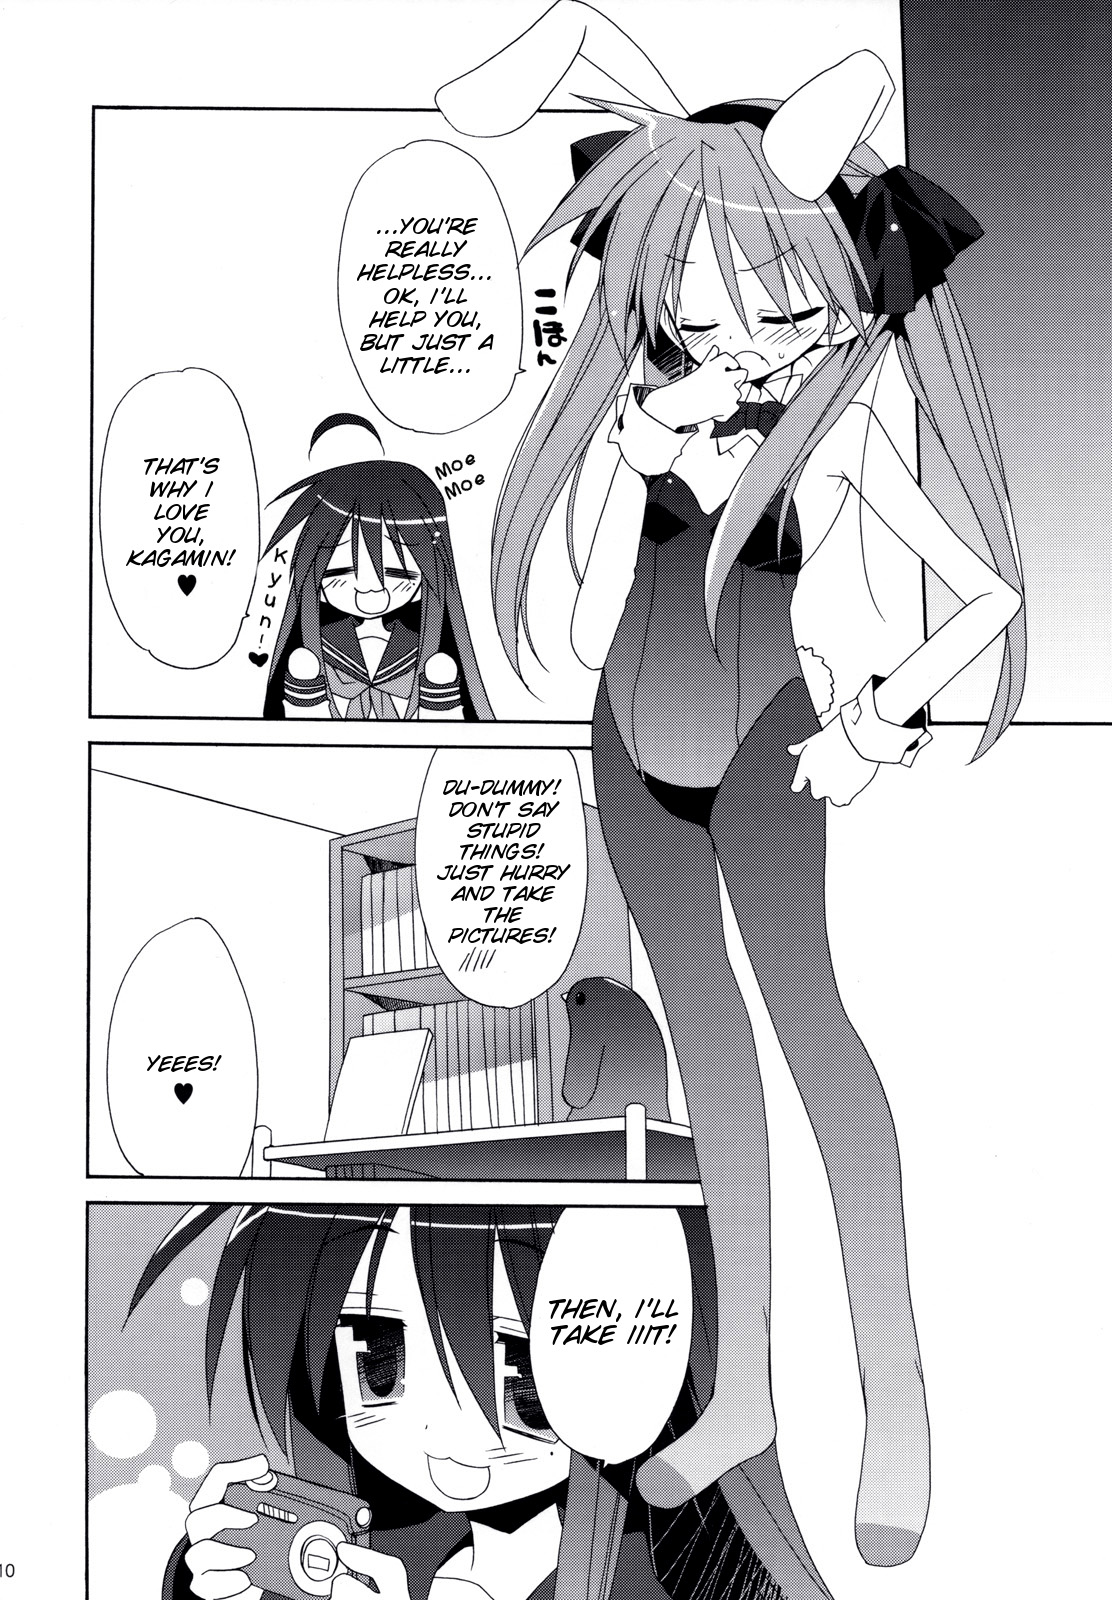 ...YOU'RE
REALLY
HELPLESS...
OK, I'LL
HELP YOU,
BUT JUST A
LITTLE...
こほん
Moe
Moe
THAT'S
WHY I
LOVE
YOU,
KAGAMIN!
♥
Kyun~♥
DU-DUMMY!
DON'T SAY
STUPID
THINGS!
JUST HURRY
AND TAKE
THE
PICTURES!
YEEES!
♥
THEN, I'LL
TAKE IIIT!
10